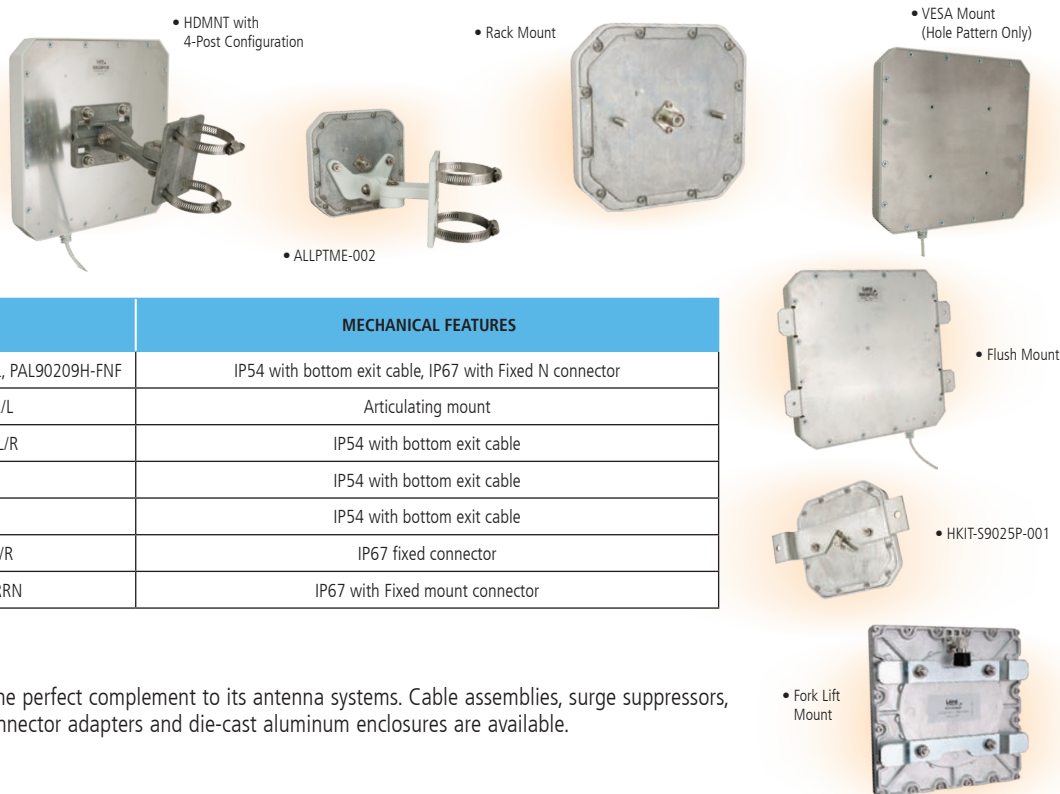 • HDMNT with
4-Post Configuration
• Rack Mount
• VESA Mount
(Hole Pattern Only)
• ALLPTME-002
MECHANICAL FEATURES
, PAL90209H-FNF
IP54 with bottom exit cable, IP67 with Fixed N connector
/L
Articulating mount
L/R
IP54 with bottom exit cable
IP54 with bottom exit cable
IP54 with bottom exit cable
/R
IP67 fixed connector
RRN
IP67 with Fixed mount connector
• Flush Mount
• HKIT-S9025P-001
• Fork Lift
Mount
perfect complement to its antenna systems. Cable assemblies, surge suppressors,
adapters and die-cast aluminum enclosures are available.